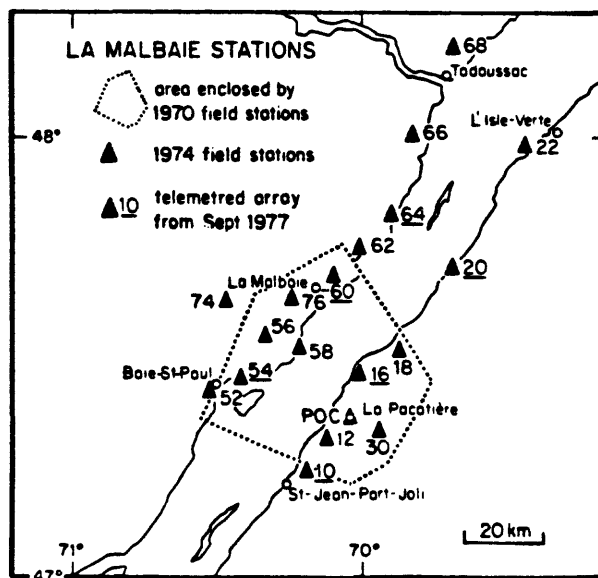 LA MALBAIE STATIONS
area enclosed by
1970 field stations
1974 field stations
10 telemetred array
from Sept 1977
68
Tadoussac
L'Isle-Verte
66
22
48°
64
62
20
La Malbaie
60
74
76
56
58
18
Baie-St-Paul
54
16
52
POC
La Pocatière
12
30
10
St-Jean-Port-Joli
20 km
71°
70°
47°